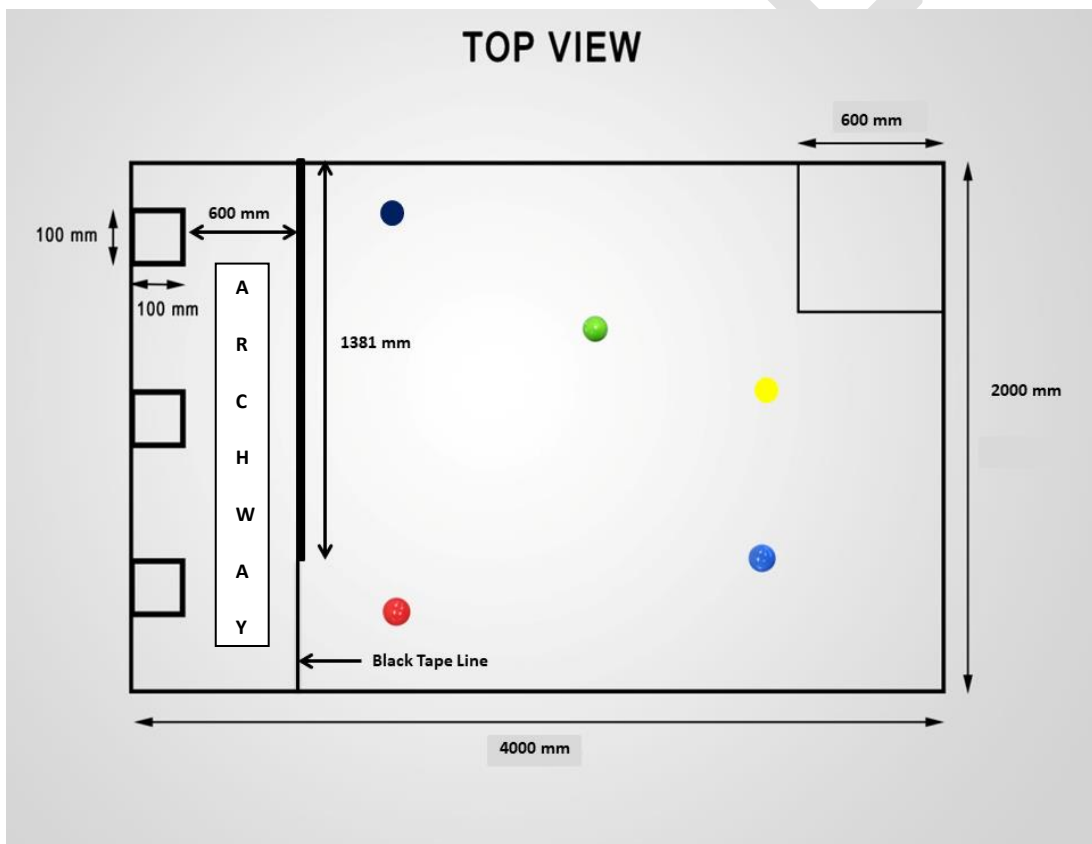 TOP VIEW
600 mm
600 mm
100 mm
100 mm
A
R
C
H
W
A
Y
1381 mm
2000 mm
Black Tape Line
4000 mm